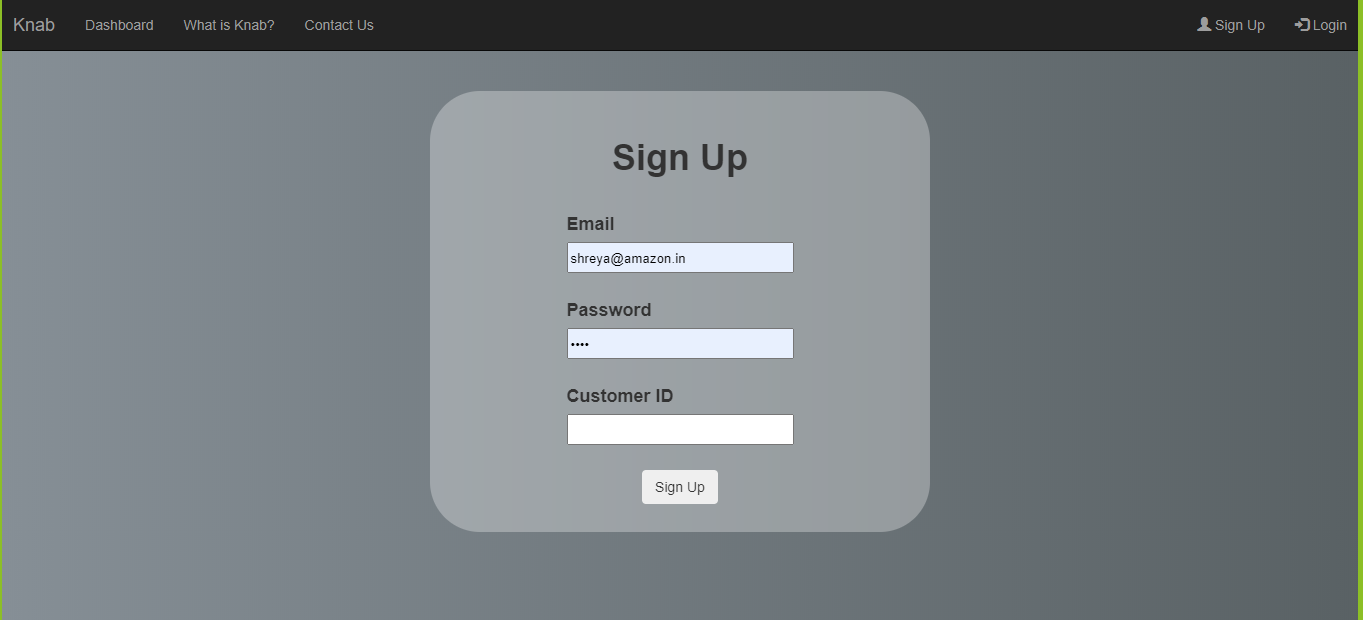 Knab Dashboard What is Knab? Contact Us Sign Up Login
Sign Up
Email
shreya@amazon.in
Password
••••
Customer ID
Sign Up